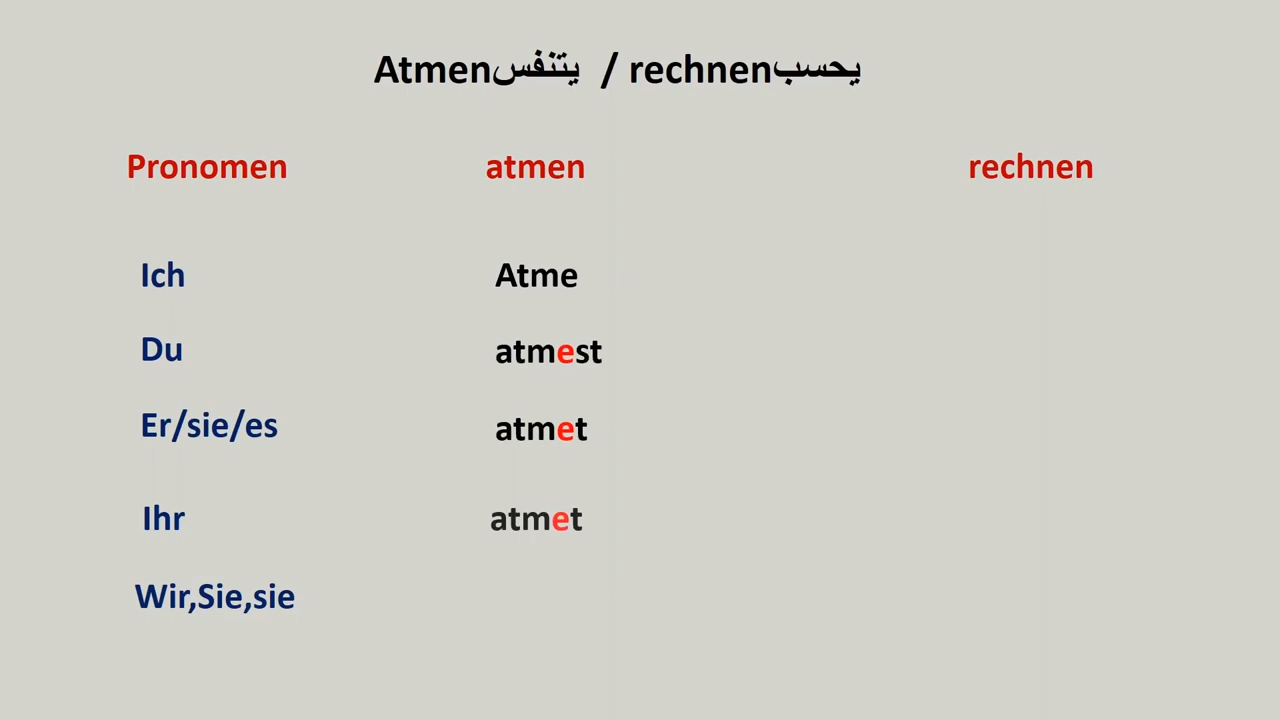 Atmenيتنفس / rechnenيحسب
Pronomen atmen rechnen
Ich Atme
Du atmest
Er/sie/es atmet
Ihr atmet
Wir,Sie,sie